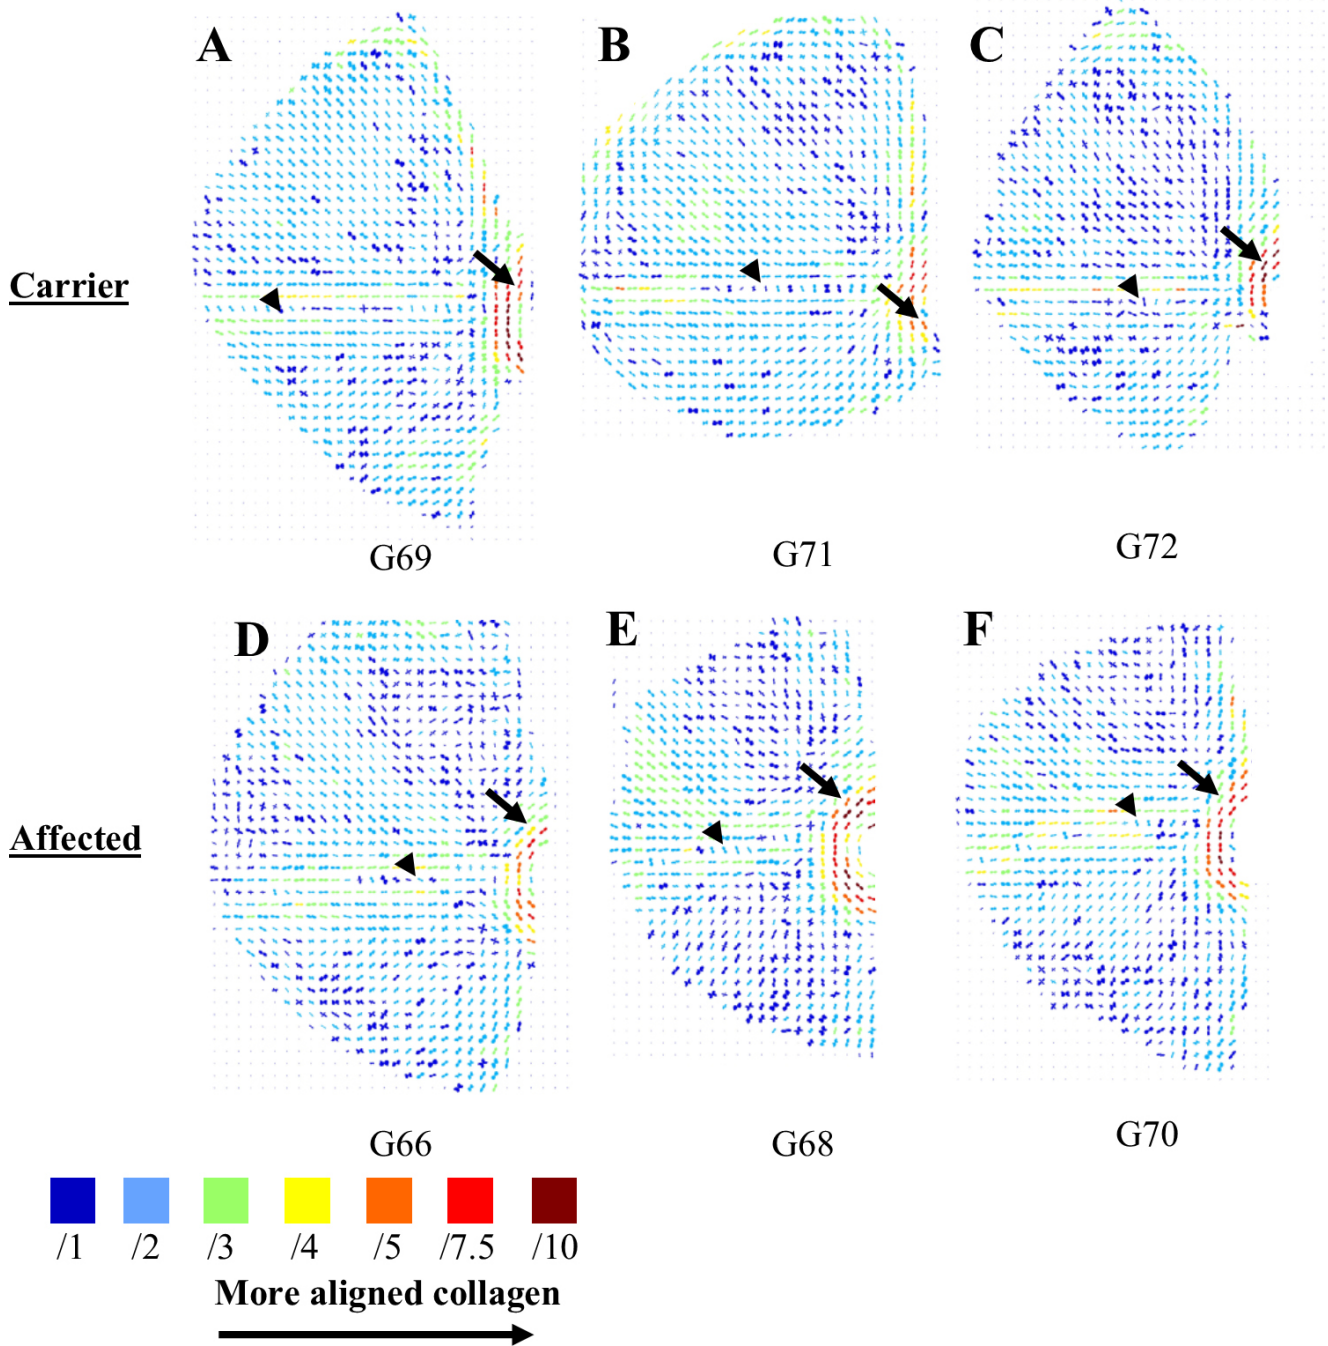 A
B
C
Carrier
G69
G71
G72
D
E
F
Affected
G66
G68
G70
/1 /2 /3 /4 /5 /7.5 /10
More aligned collagen